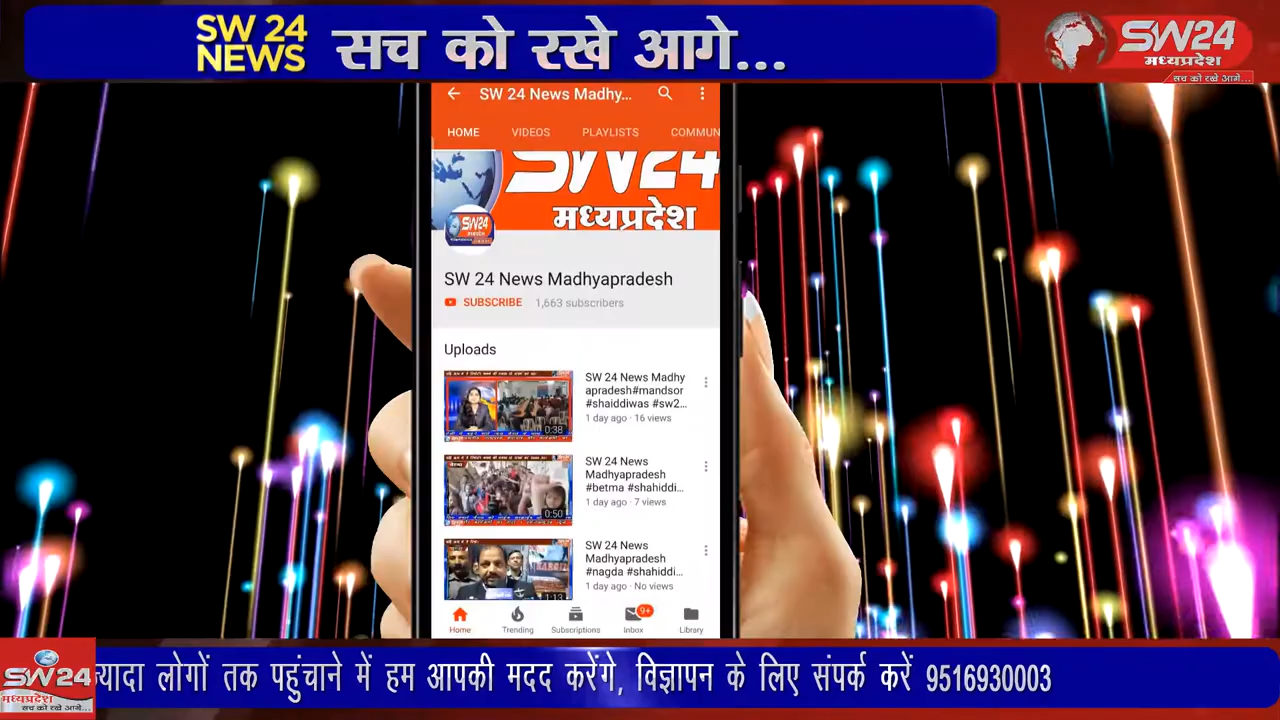 SW 24
NEWS
सच को रखे आगे...
SW24
मध्यप्रदेश
सच को रखे आगे...
SW 24 News Madhy...
HOME VIDEOS PLAYLISTS COMMUN
SW24
मध्यप्रदेश
SW24
SW 24 News Madhyapradesh
SUBSCRIBE 1,663 subscribers
Uploads
SW 24 News Madhy
apradesh#mandsor
#shaiddiwas #sw2...
1 day ago · 16 views
0:38
SW 24 News
Madhyapradesh
#betma #shahiddi...
1 day ago · 7 views
0:50
SW 24 News
Madhyapradesh
#nagda #shahiddi...
1 day ago · No views
1:13
Home Trending Subscriptions Inbox Library
9+
SW24
मध्यप्रदेश
सच को रखे आगे...
ज्यादा लोगों तक पहुंचाने में हम आपकी मदद करेंगे, विज्ञापन के लिए संपर्क करें 9516930003